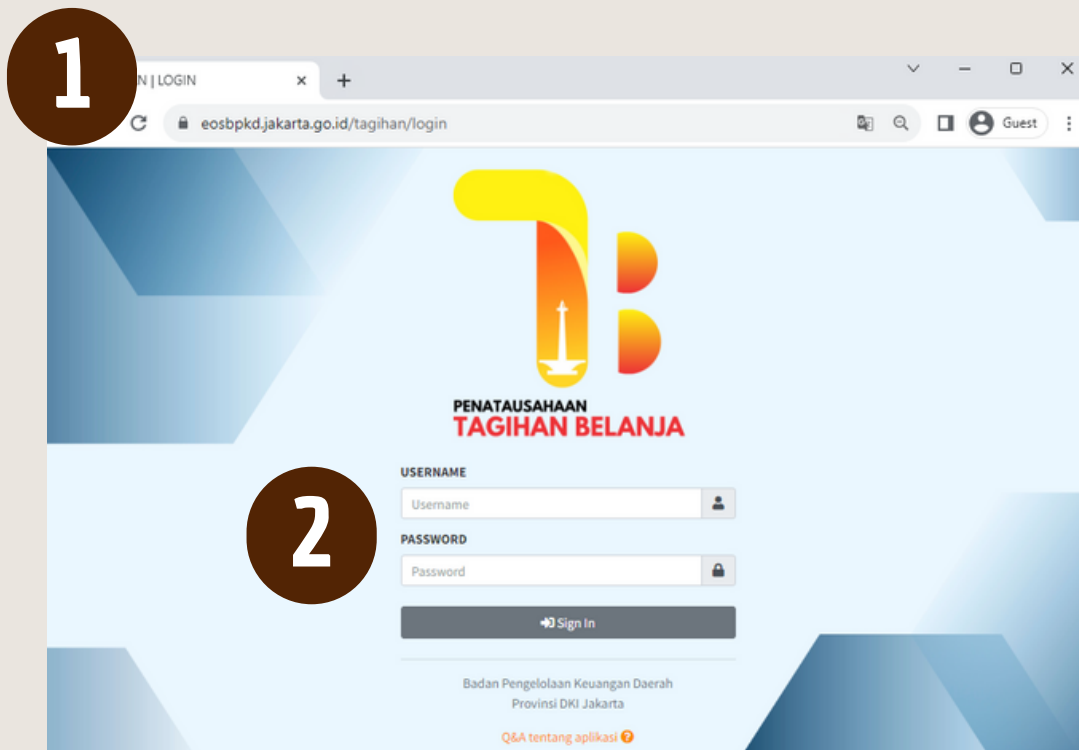 1
N | LOGIN
eosbpkd.jakarta.go.id/tagihan/login
Guest
PENATAUSAHAAN
TAGIHAN BELANJA
2
USERNAME
Username
PASSWORD
Password
Sign In
Badan Pengelolaan Keuangan Daerah
Provinsi DKI Jakarta
Q&A tentang aplikasi